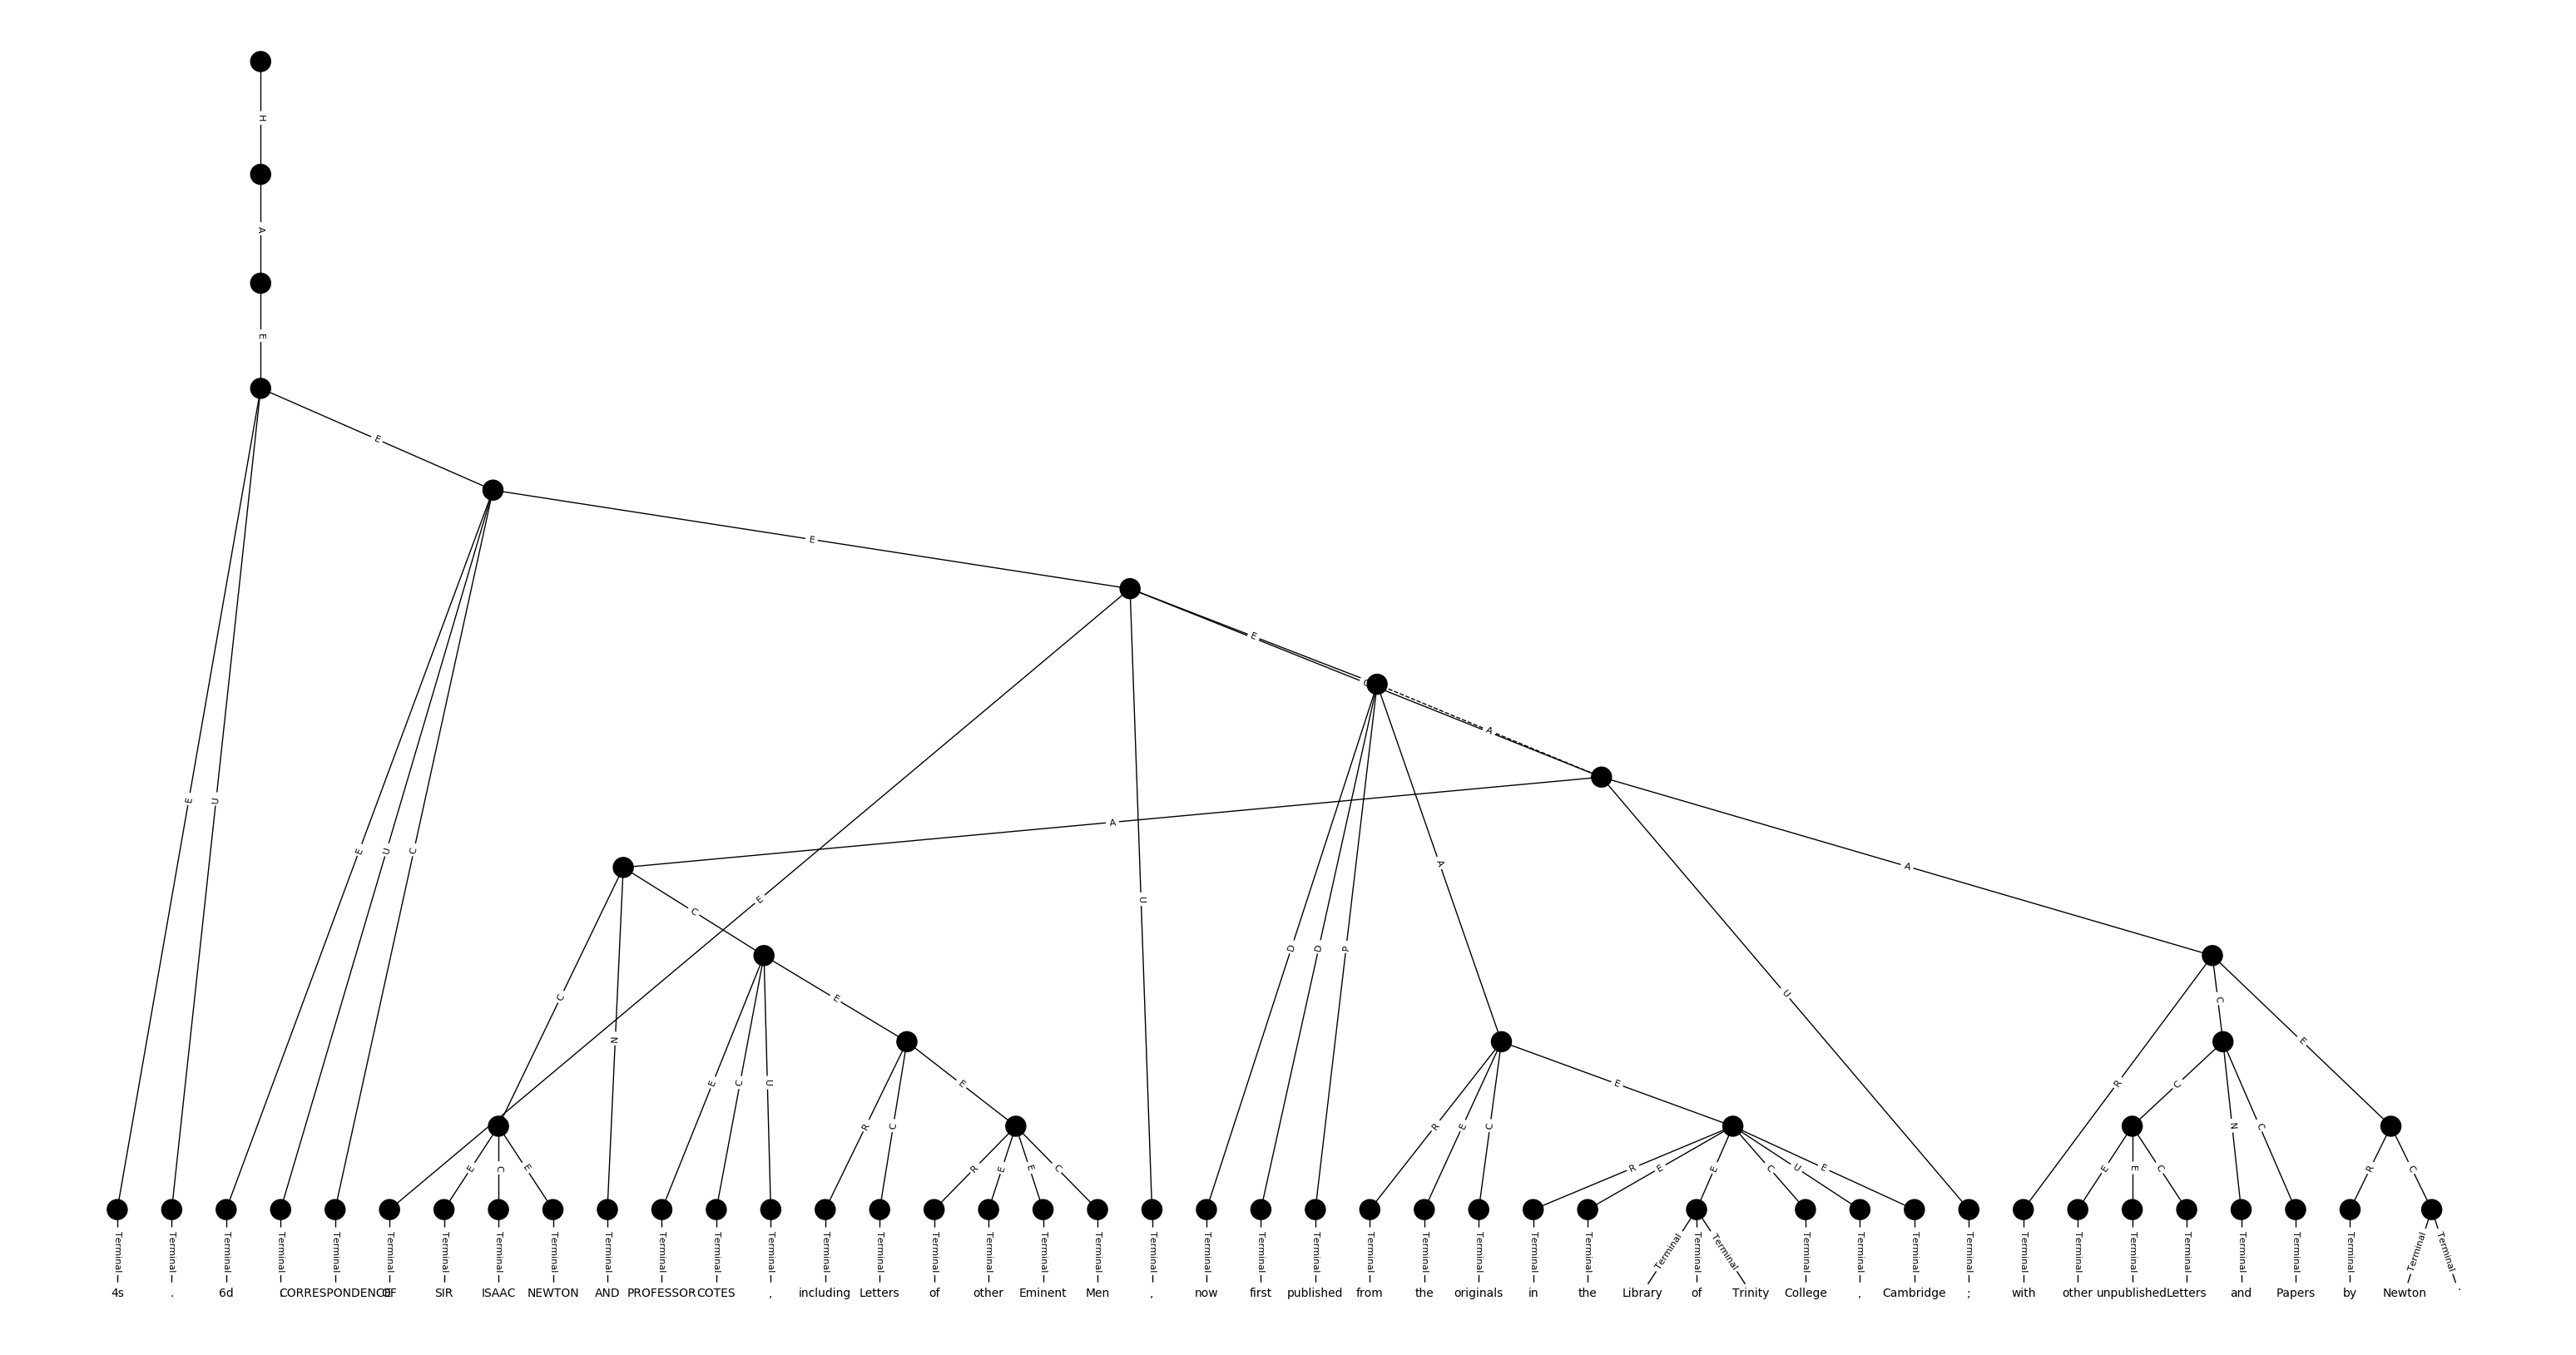 H
A
E
E
E
E
C
A
E U
A
E U C
A
A
E U
C
D D P
U
C E C
N E
E C U E E R C
R C R E C N C
E C E R E E C R E E C U E E E C R C
Terminal Terminal Terminal Terminal Terminal Terminal Terminal Terminal Terminal Terminal Terminal Terminal Terminal Terminal Terminal Terminal Terminal Terminal Terminal Terminal Terminal Terminal Terminal Terminal Terminal Terminal Terminal Terminal Terminal Terminal Terminal Terminal Terminal Terminal Terminal Terminal Terminal Terminal Terminal Terminal Terminal Terminal Terminal Terminal
4s . 6d . CORRESPONDENCE OF SIR ISAAC NEWTON AND PROFESSOR COTES , including Letters of other Eminent Men , now first published from the originals in the Library of Trinity College , Cambridge ; with other unpublished Letters and Papers by Newton .